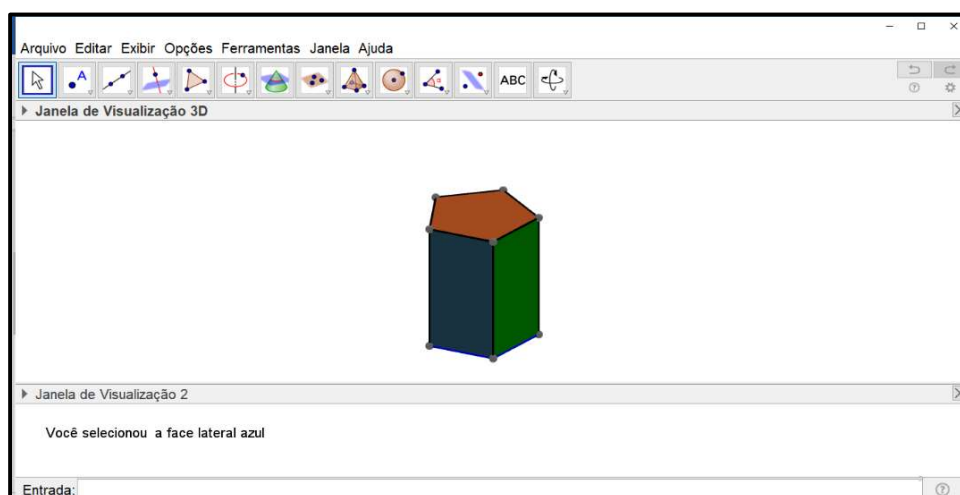 Arquivo Editar Exibir Opções Ferramentas Janela Ajuda
A
ABC
Janela de Visualização 3D
Janela de Visualização 2
Você selecionou a face lateral azul
Entrada: